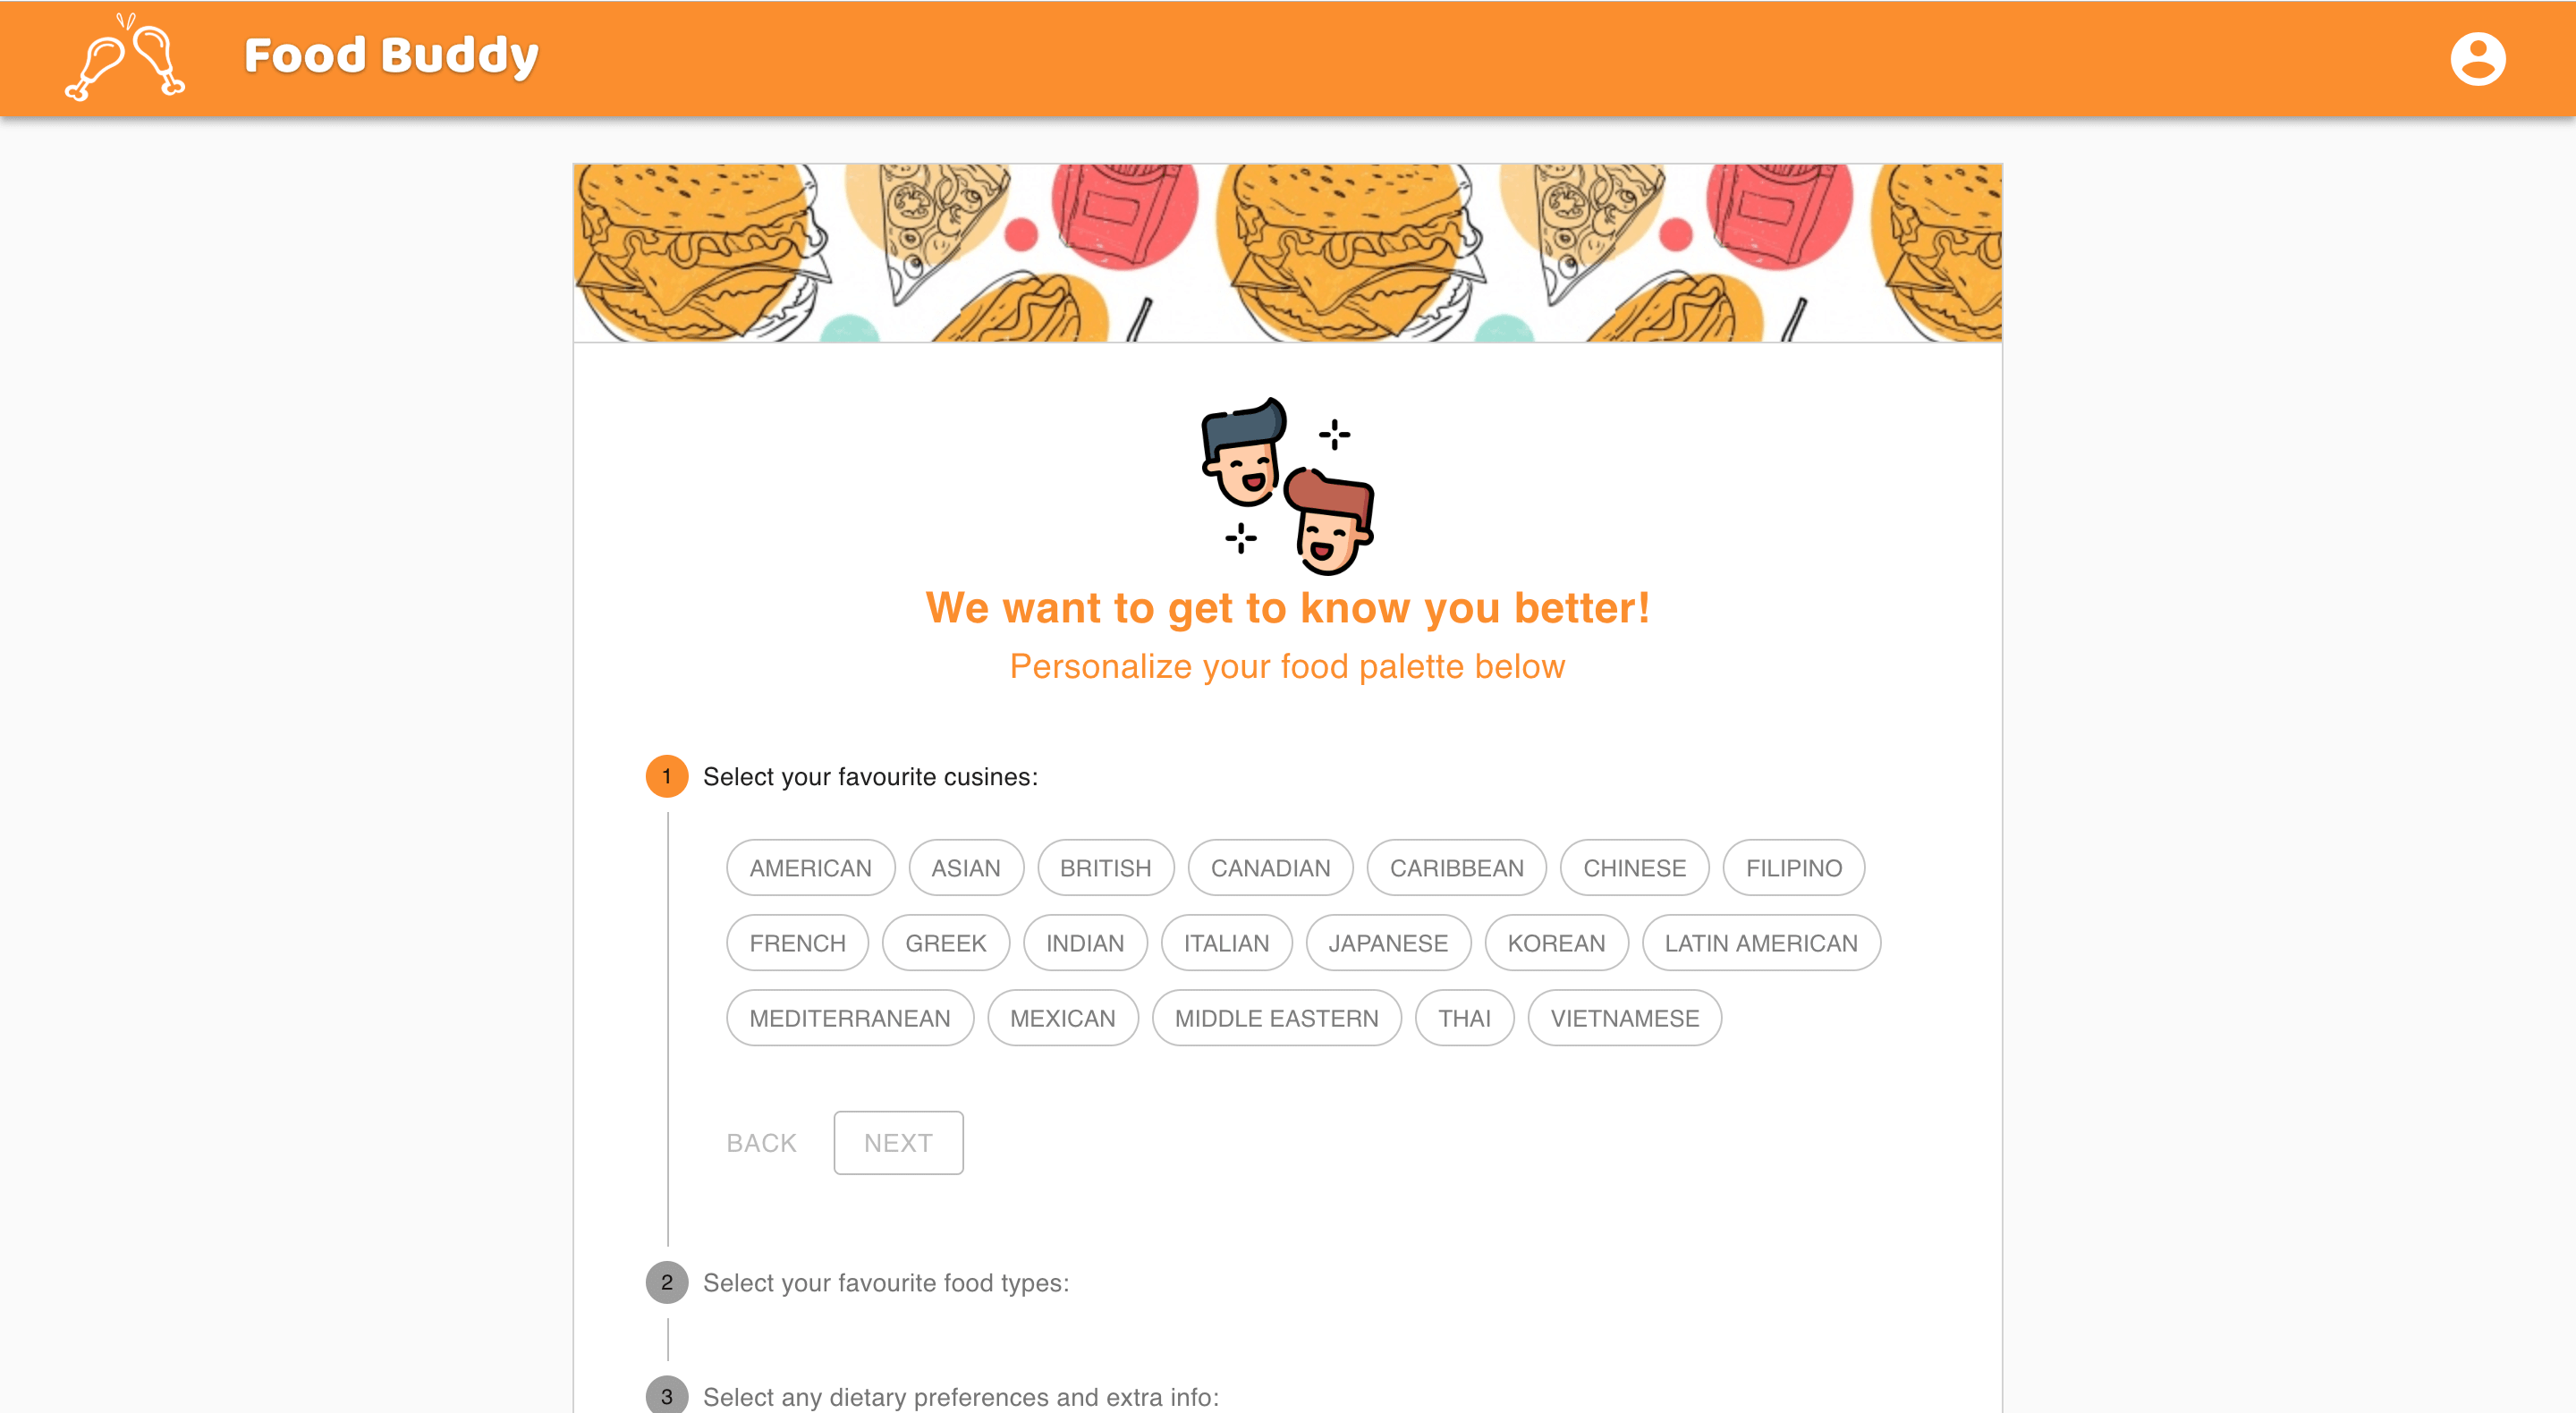 Food Buddy
We want to get to know you better!
Personalize your food palette below
1 Select your favourite cusines:
AMERICAN ASIAN BRITISH CANADIAN CARIBBEAN CHINESE FILIPINO
FRENCH GREEK INDIAN ITALIAN JAPANESE KOREAN LATIN AMERICAN
MEDITERRANEAN MEXICAN MIDDLE EASTERN THAI VIETNAMESE
BACK NEXT
2 Select your favourite food types:
3 Select any dietary preferences and extra info: